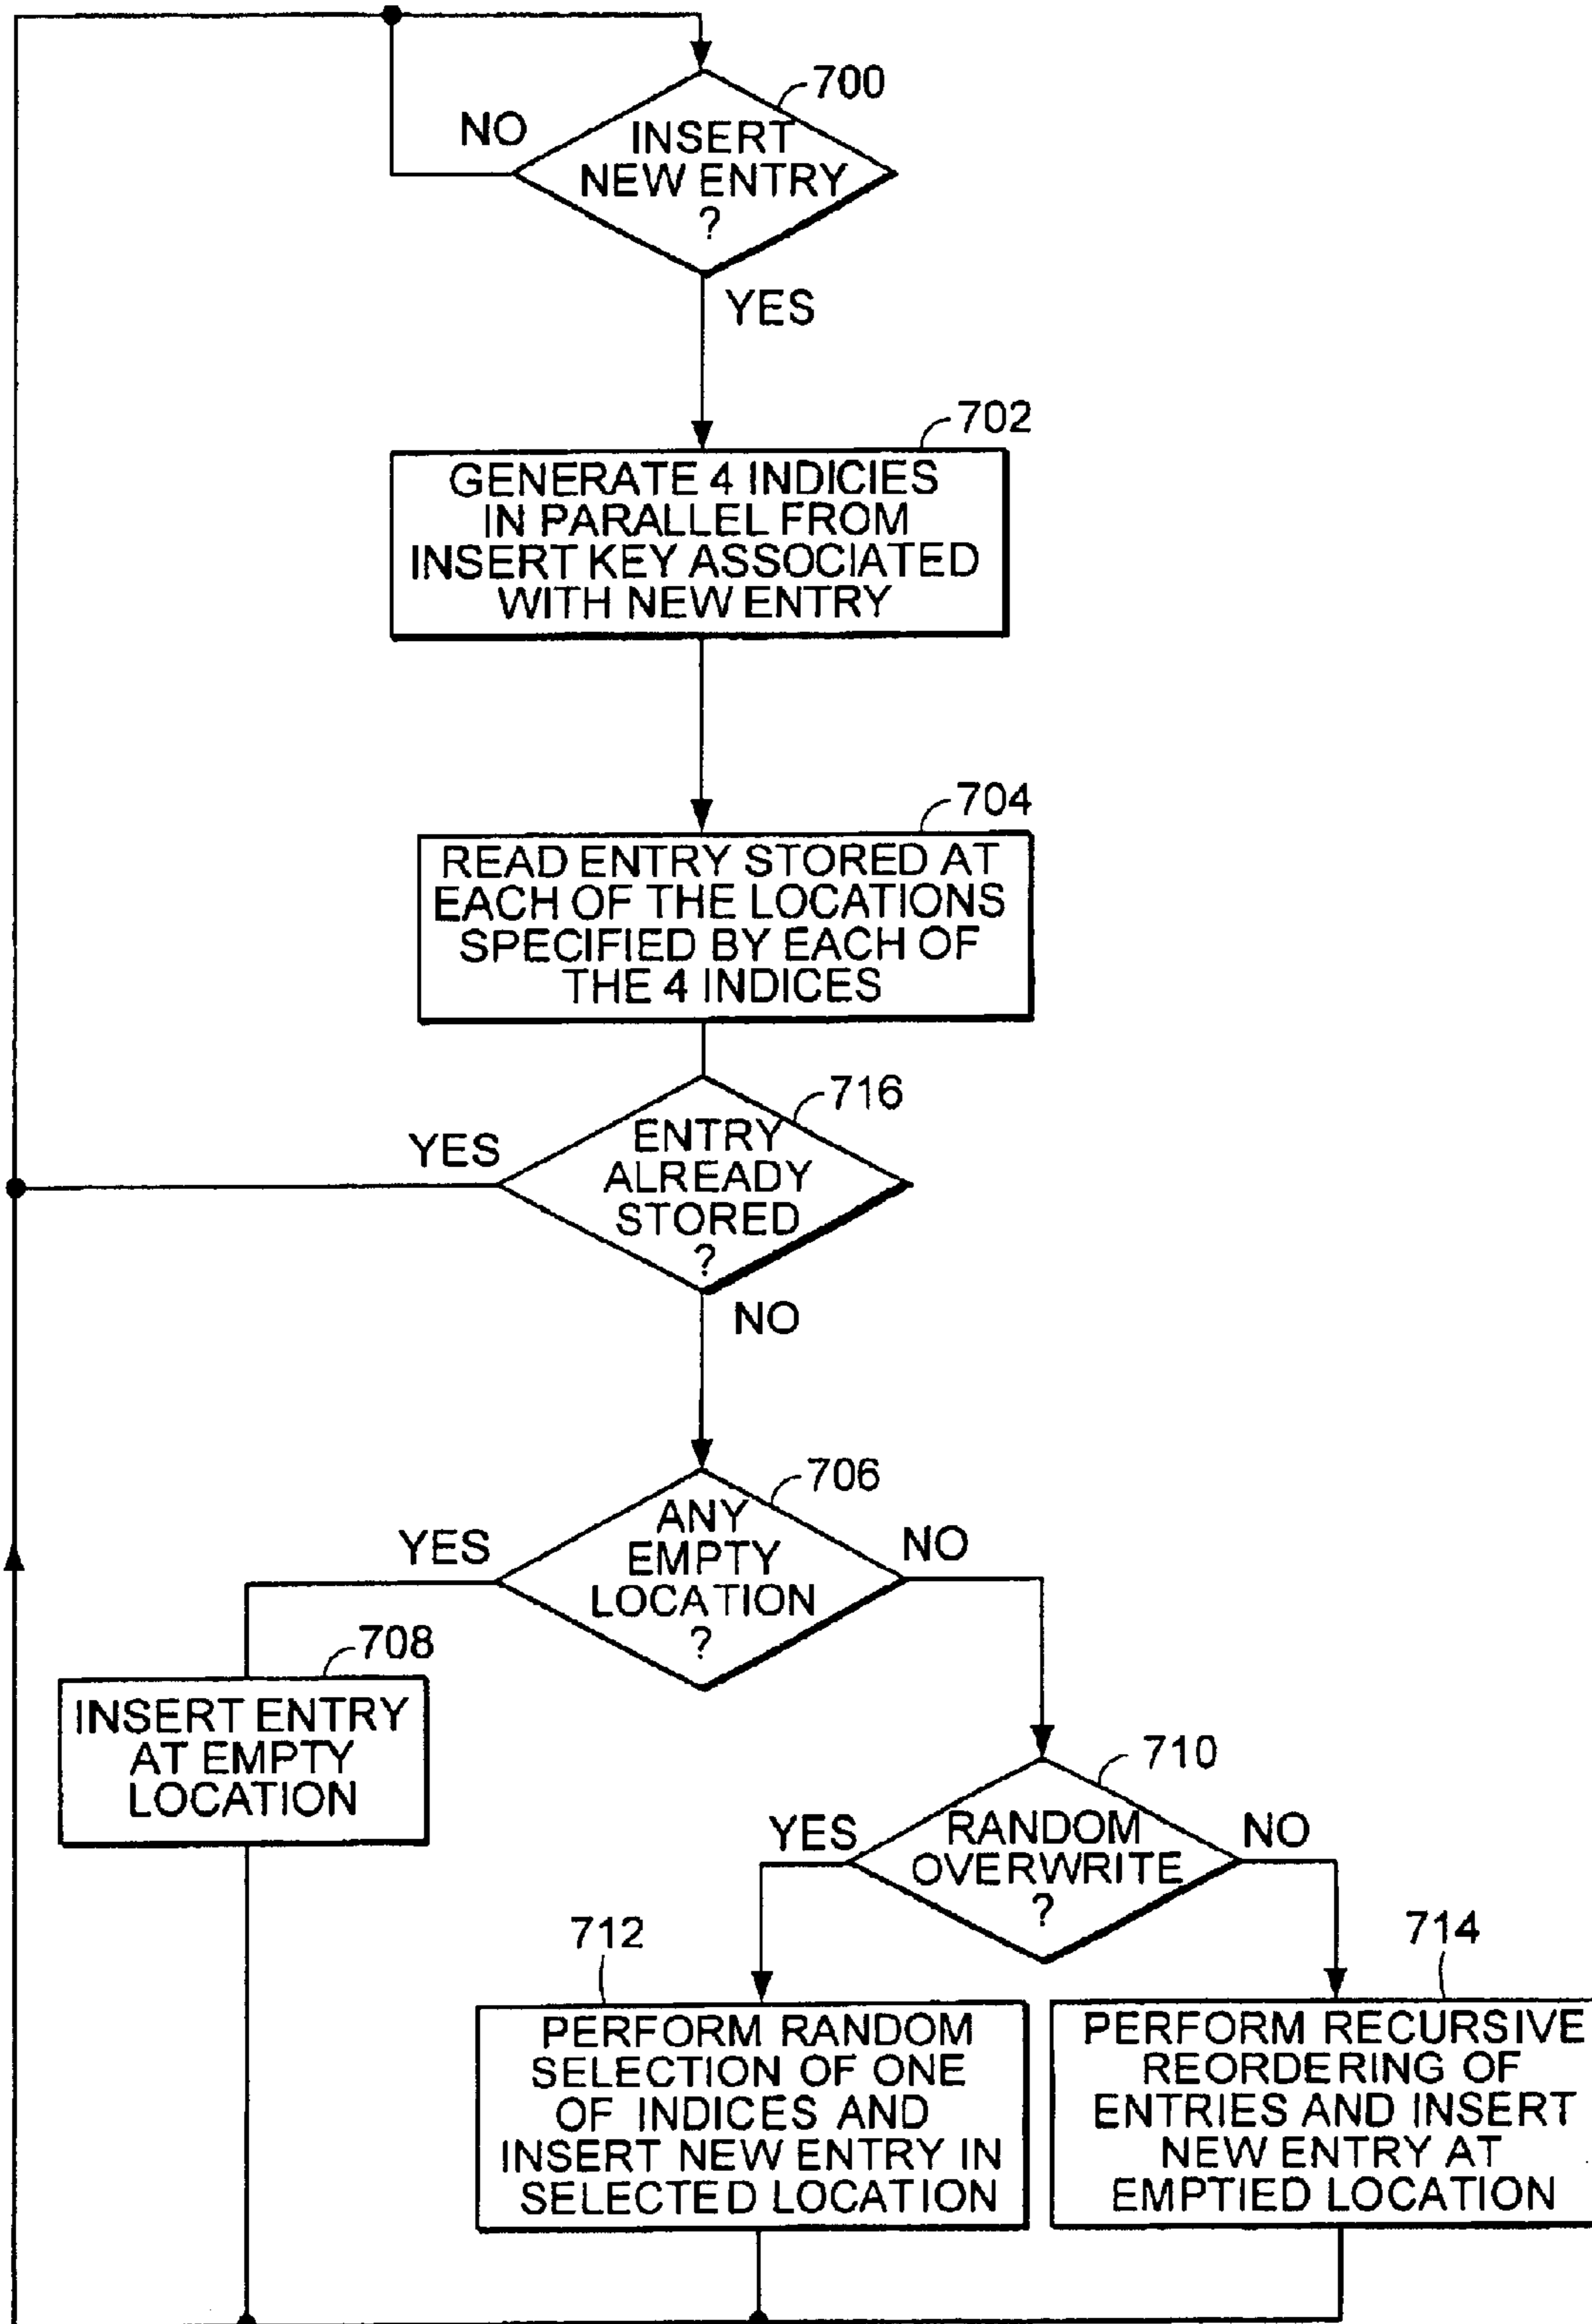 700
NO
INSERT
NEW ENTRY
?
YES
702
GENERATE 4 INDICIES
IN PARALLEL FROM
INSERT KEY ASSOCIATED
WITH NEW ENTRY
704
READ ENTRY STORED AT
EACH OF THE LOCATIONS
SPECIFIED BY EACH OF
THE 4 INDICES
716
YES
ENTRY
ALREADY
STORED
?
NO
706
YES
ANY
EMPTY
LOCATION
?
NO
708
INSERT ENTRY
AT EMPTY
LOCATION
710
YES
RANDOM
OVERWRITE
?
NO
712
PERFORM RANDOM
SELECTION OF ONE
OF INDICES AND
INSERT NEW ENTRY IN
SELECTED LOCATION
714
PERFORM RECURSIVE
REORDERING OF
ENTRIES AND INSERT
NEW ENTRY AT
EMPTIED LOCATION